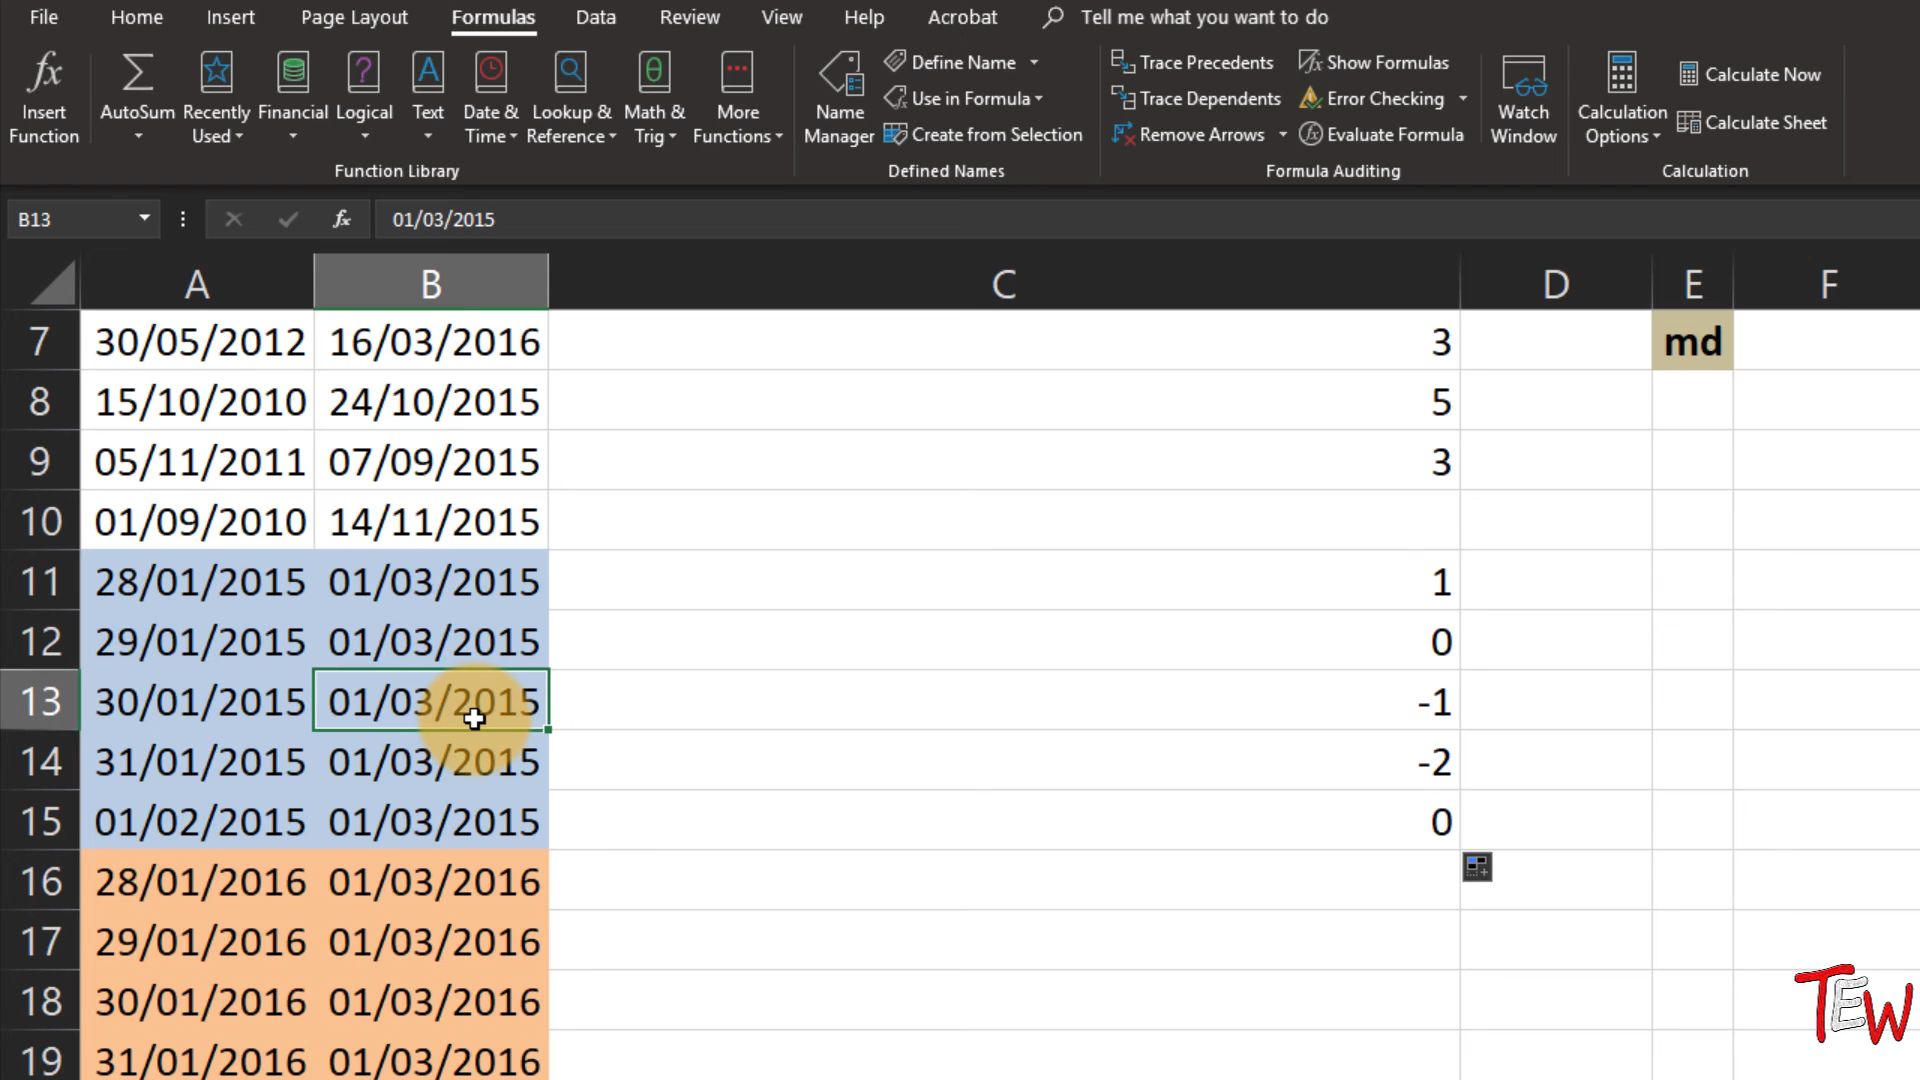 File Home Insert Page Layout Formulas Data Review View Help Acrobat Tell me what you want to do
fx Insert Function
AutoSum
Recently Used
Financial
Logical
Text
Date & Time
Lookup & Reference
Math & Trig
More Functions
Function Library
Name Manager
Define Name
Use in Formula
Create from Selection
Defined Names
Trace Precedents
Trace Dependents
Remove Arrows
Show Formulas
Error Checking
Evaluate Formula
Formula Auditing
Watch Window
Calculation Options
Calculate Now
Calculate Sheet
Calculation
B13 fx 01/03/2015
A B C D E F
7 30/05/2012 16/03/2016 3 md
8 15/10/2010 24/10/2015 5
9 05/11/2011 07/09/2015 3
10 01/09/2010 14/11/2015
11 28/01/2015 01/03/2015 1
12 29/01/2015 01/03/2015 0
13 30/01/2015 01/03/2015 -1
14 31/01/2015 01/03/2015 -2
15 01/02/2015 01/03/2015 0
16 28/01/2016 01/03/2016
17 29/01/2016 01/03/2016
18 30/01/2016 01/03/2016
19 31/01/2016 01/03/2016
TEW